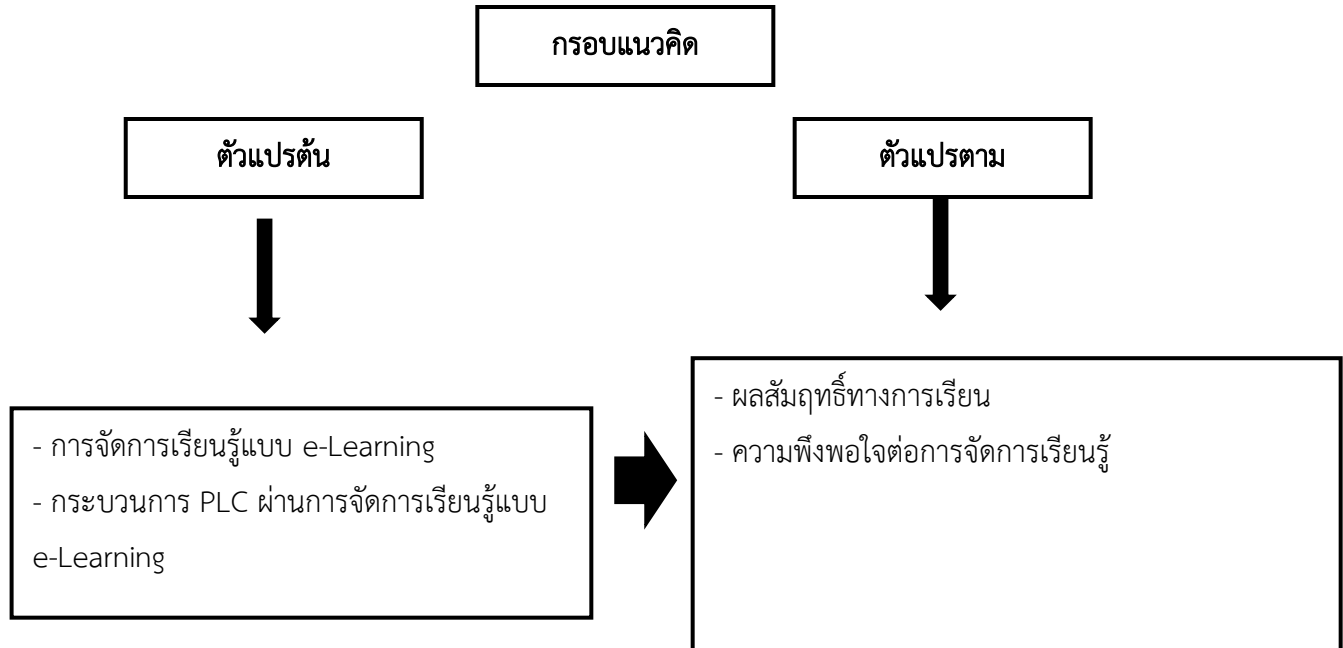 กรอบแนวคิด
ตัวแปรต้น
ตัวแปรตาม
- การจัดการเรียนรู้แบบ e-Learning
- กระบวนการ PLC ผ่านการจัดการเรียนรู้แบบ
e-Learning
- ผลสัมฤทธิ์ทางการเรียน
- ความพึงพอใจต่อการจัดการเรียนรู้